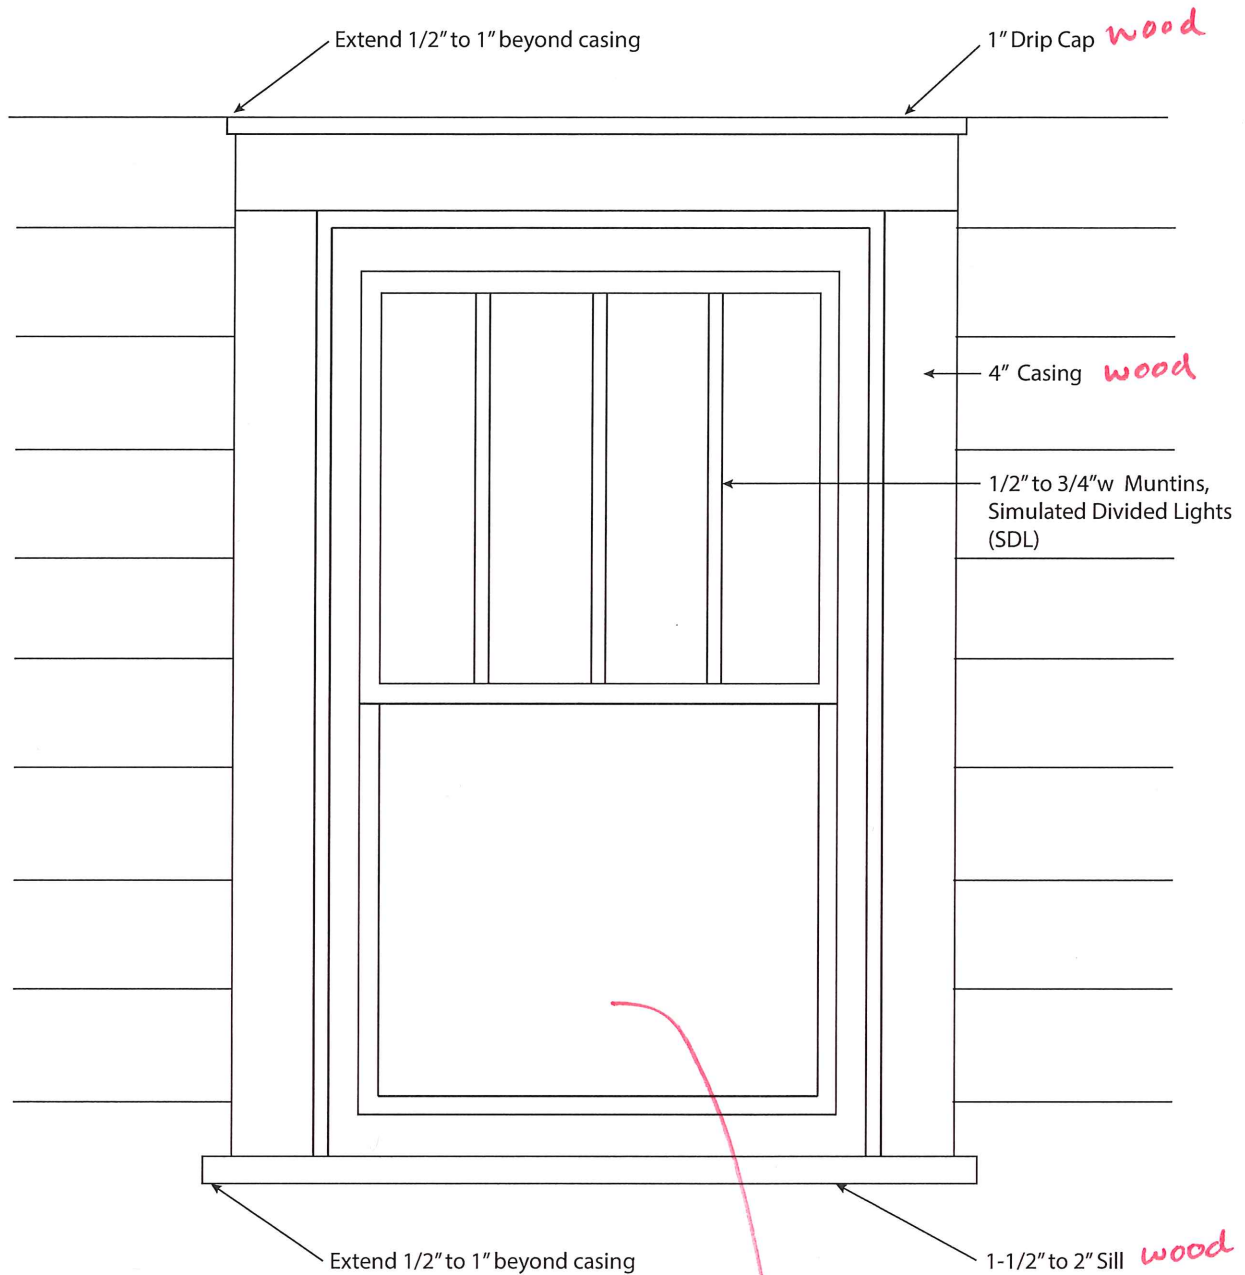 Extend 1/2" to 1" beyond casing
1" Drip Cap wood
4" Casing wood
1/2" to 3/4"w Muntins,
Simulated Divided Lights
(SDL)
Extend 1/2" to 1" beyond casing
1-1/2" to 2" Sill wood